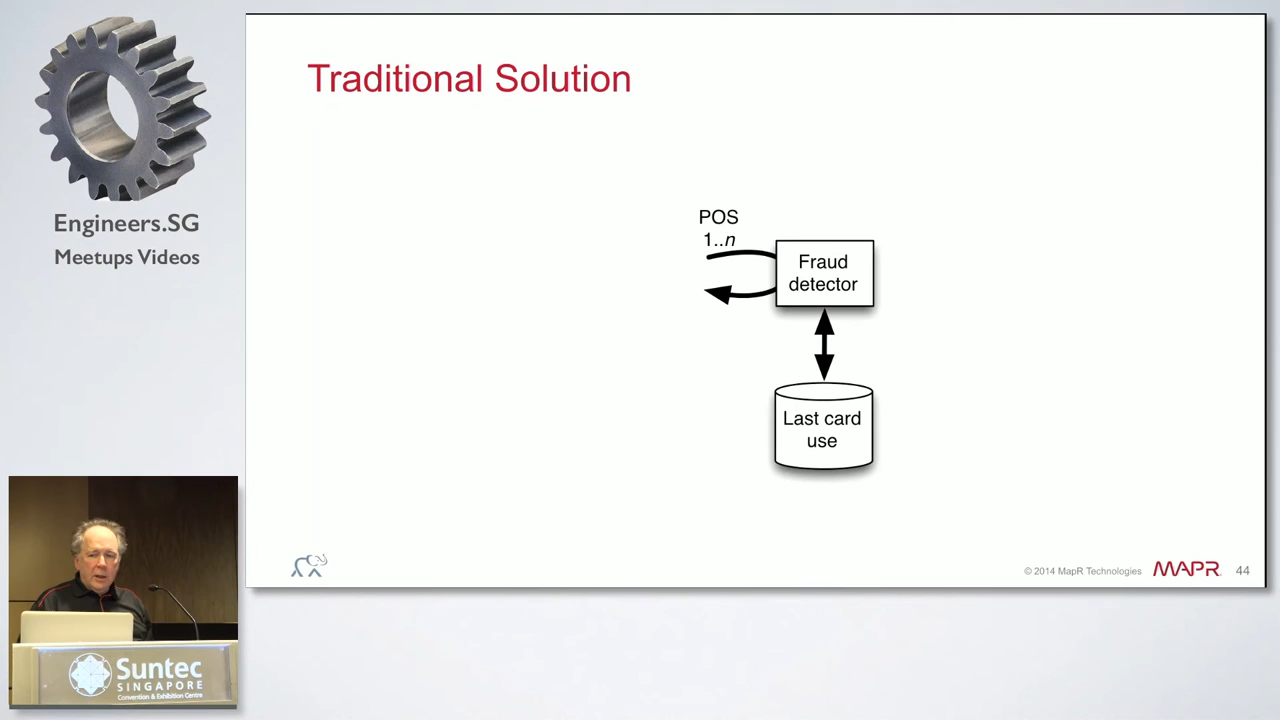 Engineers.SG
Meetups Videos
Traditional Solution
POS
1..n
Fraud
detector
Last card
use
© 2014 MapR Technologies
MAPR
44
Suntec
SINGAPORE
Convention & Exhibition Centre